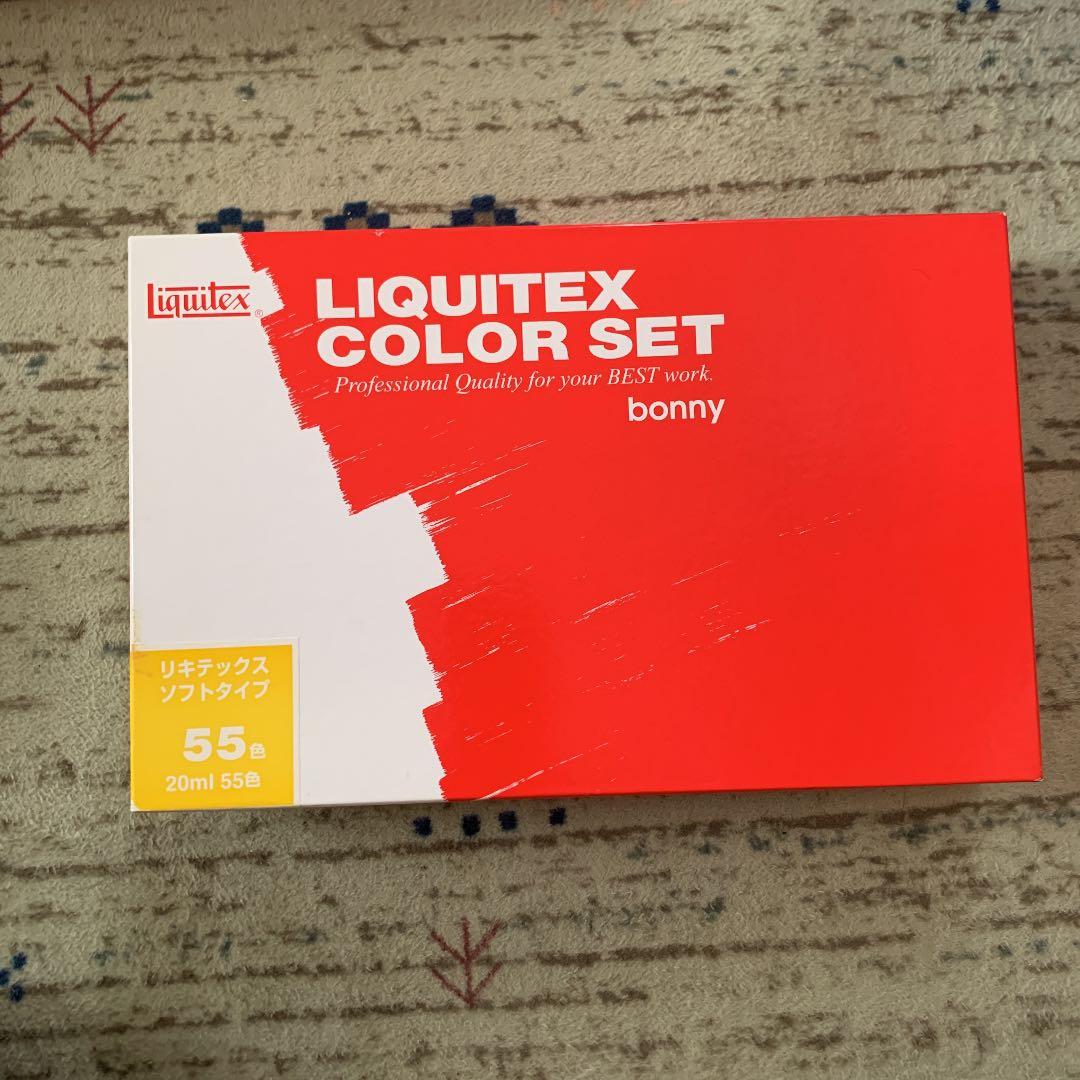 Liquitex®
LIQUITEX
COLOR SET
Professional Quality for your BEST work.
bonny
リキテックス
ソフトタイプ
55色
20ml 55色